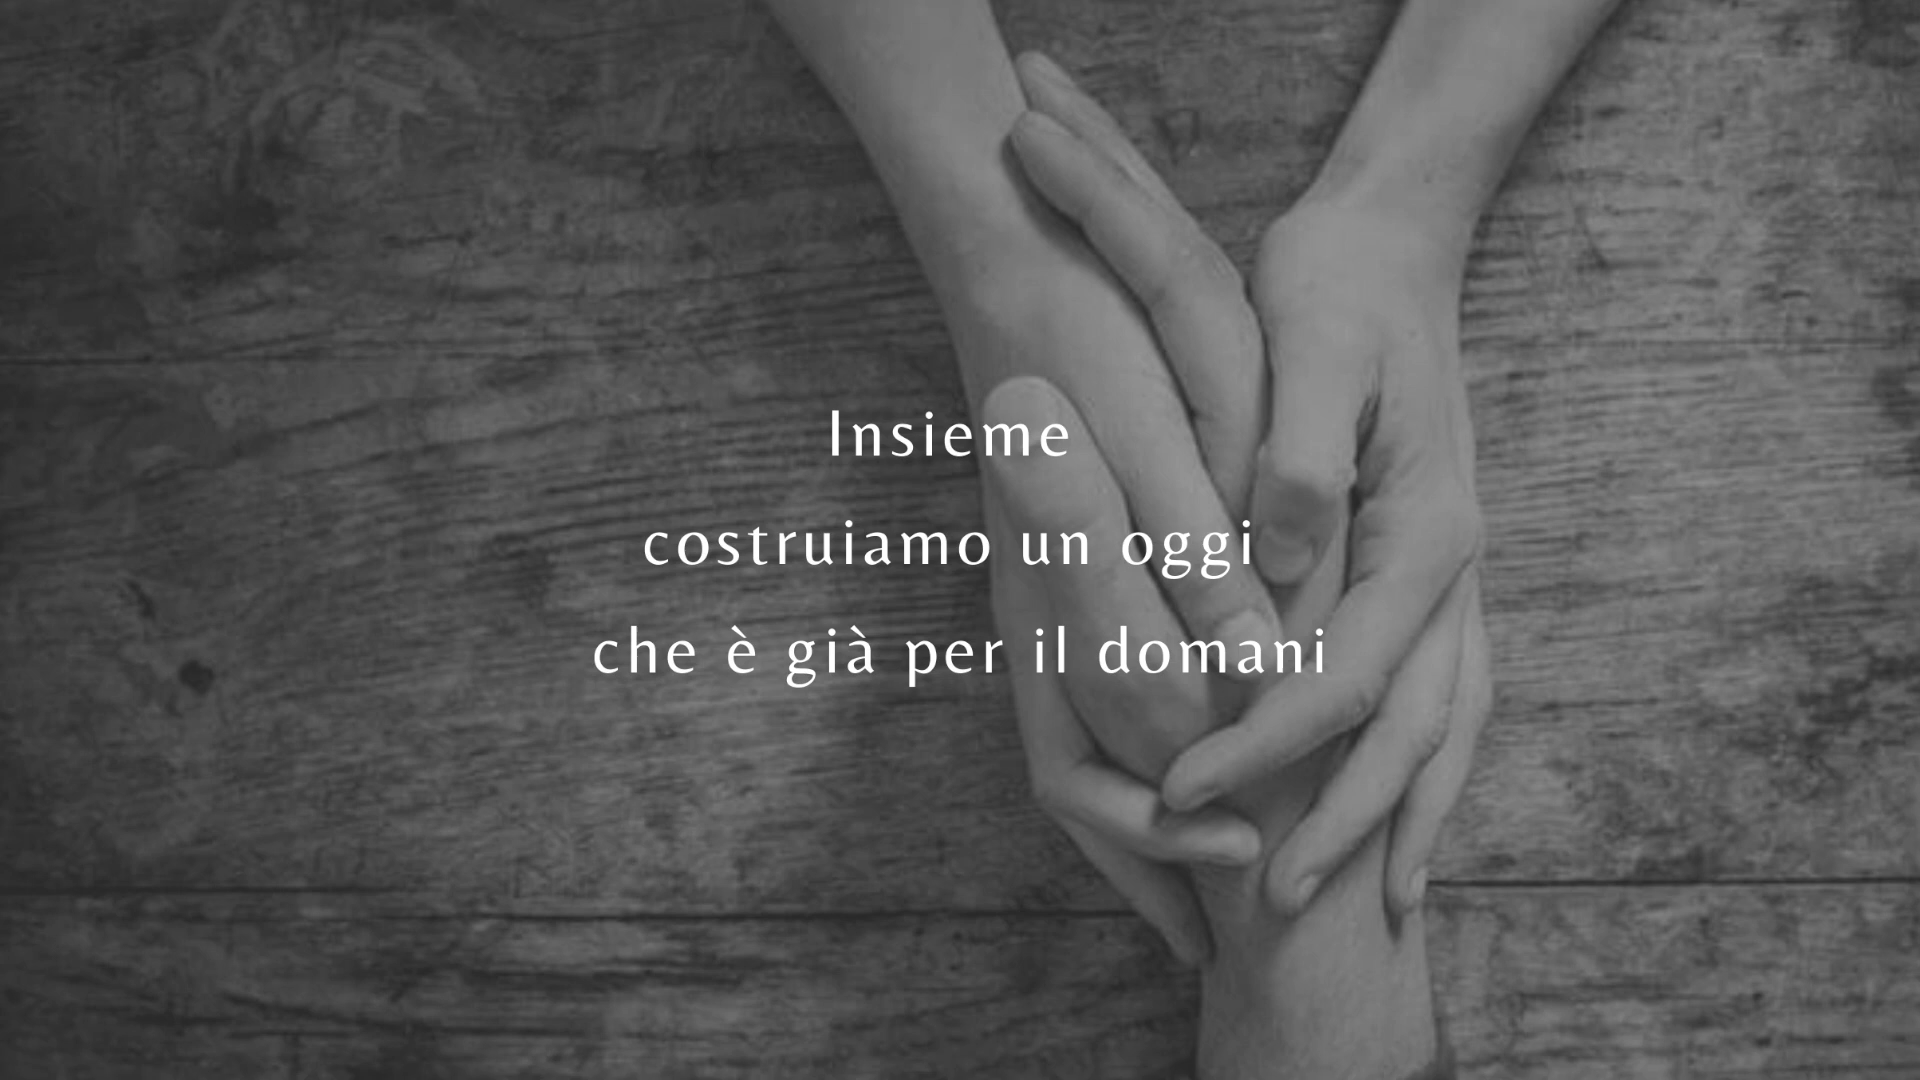 Insieme
costruiamo un oggi
che è già per il domani